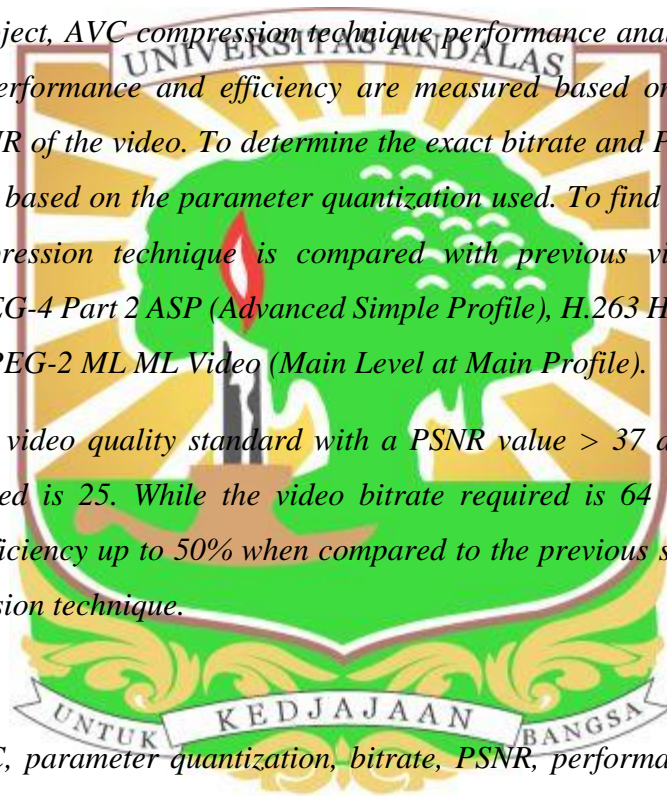 ject, AVC compression technique performance anal
UNIVERSITAS ANDALAS
erformance and efficiency are measured based on
NR of the video. To determine the exact bitrate and P
based on the parameter quantization used. To find
pression technique is compared with previous vi
EG-4 Part 2 ASP (Advanced Simple Profile), H.263 H
PEG-2 ML ML Video (Main Level at Main Profile).
video quality standard with a PSNR value > 37 d
ed is 25. While the video bitrate required is 64
ficiency up to 50% when compared to the previous s
sion technique.
UNTUK KEDJAJAAN BANGSA
C, parameter quantization, bitrate, PSNR, performa